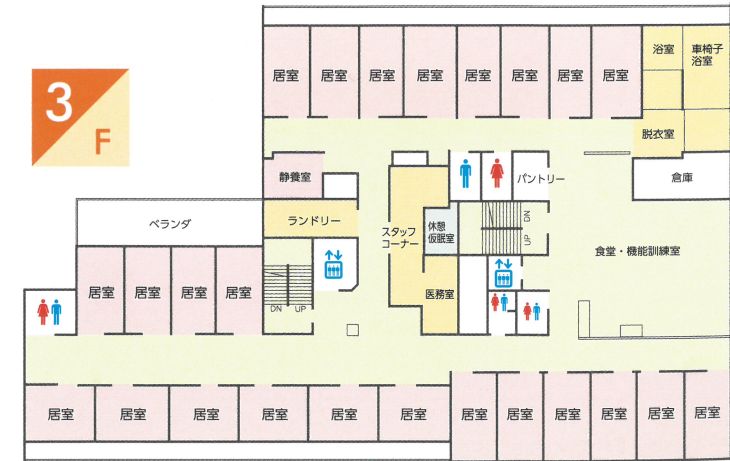 3
F
居室 居室 居室 居室 居室 居室 居室 居室
浴室
車椅子
浴室
脱衣室
静養室
パントリー
倉庫
ベランダ
ランドリー
スタッフ
コーナー
休憩
仮眠室
DN
UP
食堂・機能訓練室
居室 居室 居室 居室
医務室
DN UP
居室 居室 居室 居室 居室 居室 居室 居室 居室 居室 居室 居室